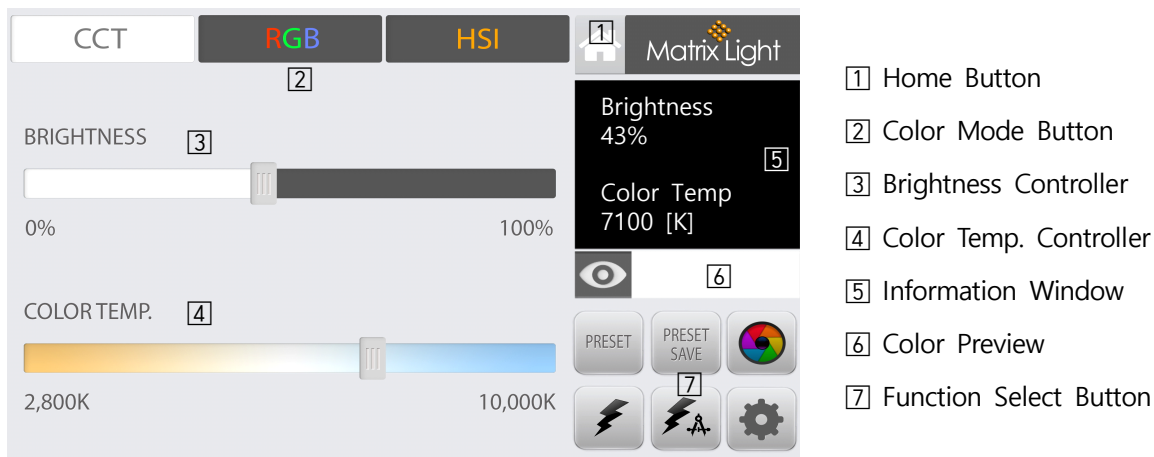 CCT RGB HSI
1
Matrix Light
2
BRIGHTNESS 3
0% 100%
COLOR TEMP. 4
2,800K 10,000K
Brightness
43%
5
Color Temp
7100 [K]
6
PRESET
PRESET
SAVE
7
1 Home Button
2 Color Mode Button
3 Brightness Controller
4 Color Temp. Controller
5 Information Window
6 Color Preview
7 Function Select Button